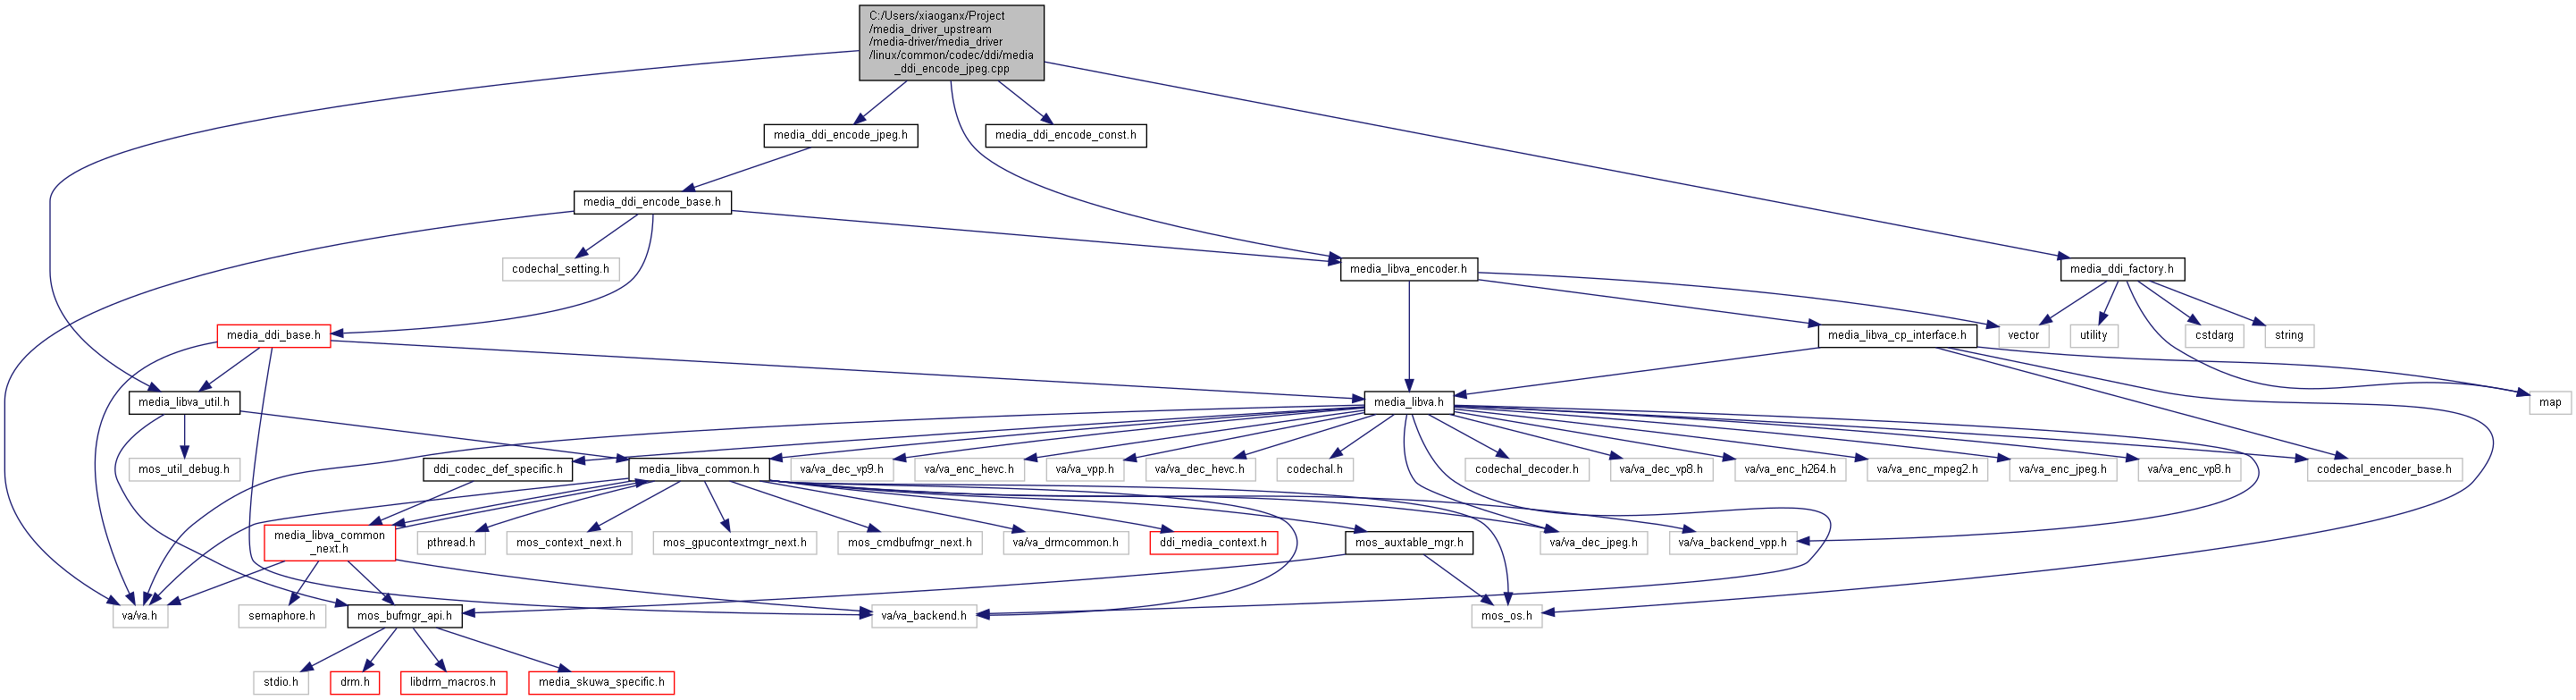 C:/Users/xiaoganx/Project
/media_driver_upstream
/media-driver/media_driver
/linux/common/codec/ddi/media
_ddi_encode_jpeg.cpp
media_ddi_encode_jpeg.h
media_ddi_encode_const.h
media_ddi_encode_base.h
codechal_setting.h
media_libva_encoder.h
media_ddi_factory.h
media_ddi_base.h
media_libva_cp_interface.h
vector
utility
cstdarg
string
media_libva_util.h
media_libva.h
map
mos_util_debug.h
ddi_codec_def_specific.h
media_libva_common.h
va/va_dec_vp9.h
va/va_enc_hevc.h
va/va_vpp.h
va/va_dec_hevc.h
codechal.h
codechal_decoder.h
va/va_dec_vp8.h
va/va_enc_h264.h
va/va_enc_mpeg2.h
va/va_enc_jpeg.h
va/va_enc_vp8.h
codechal_encoder_base.h
media_libva_common
_next.h
pthread.h
mos_context_next.h
mos_gpucontextmgr_next.h
mos_cmdbufmgr_next.h
va/va_drmcommon.h
ddi_media_context.h
mos_auxtable_mgr.h
va/va_dec_jpeg.h
va/va_backend_vpp.h
va/va.h
semaphore.h
mos_bufmgr_api.h
va/va_backend.h
mos_os.h
stdio.h
drm.h
libdrm_macros.h
media_skuwa_specific.h